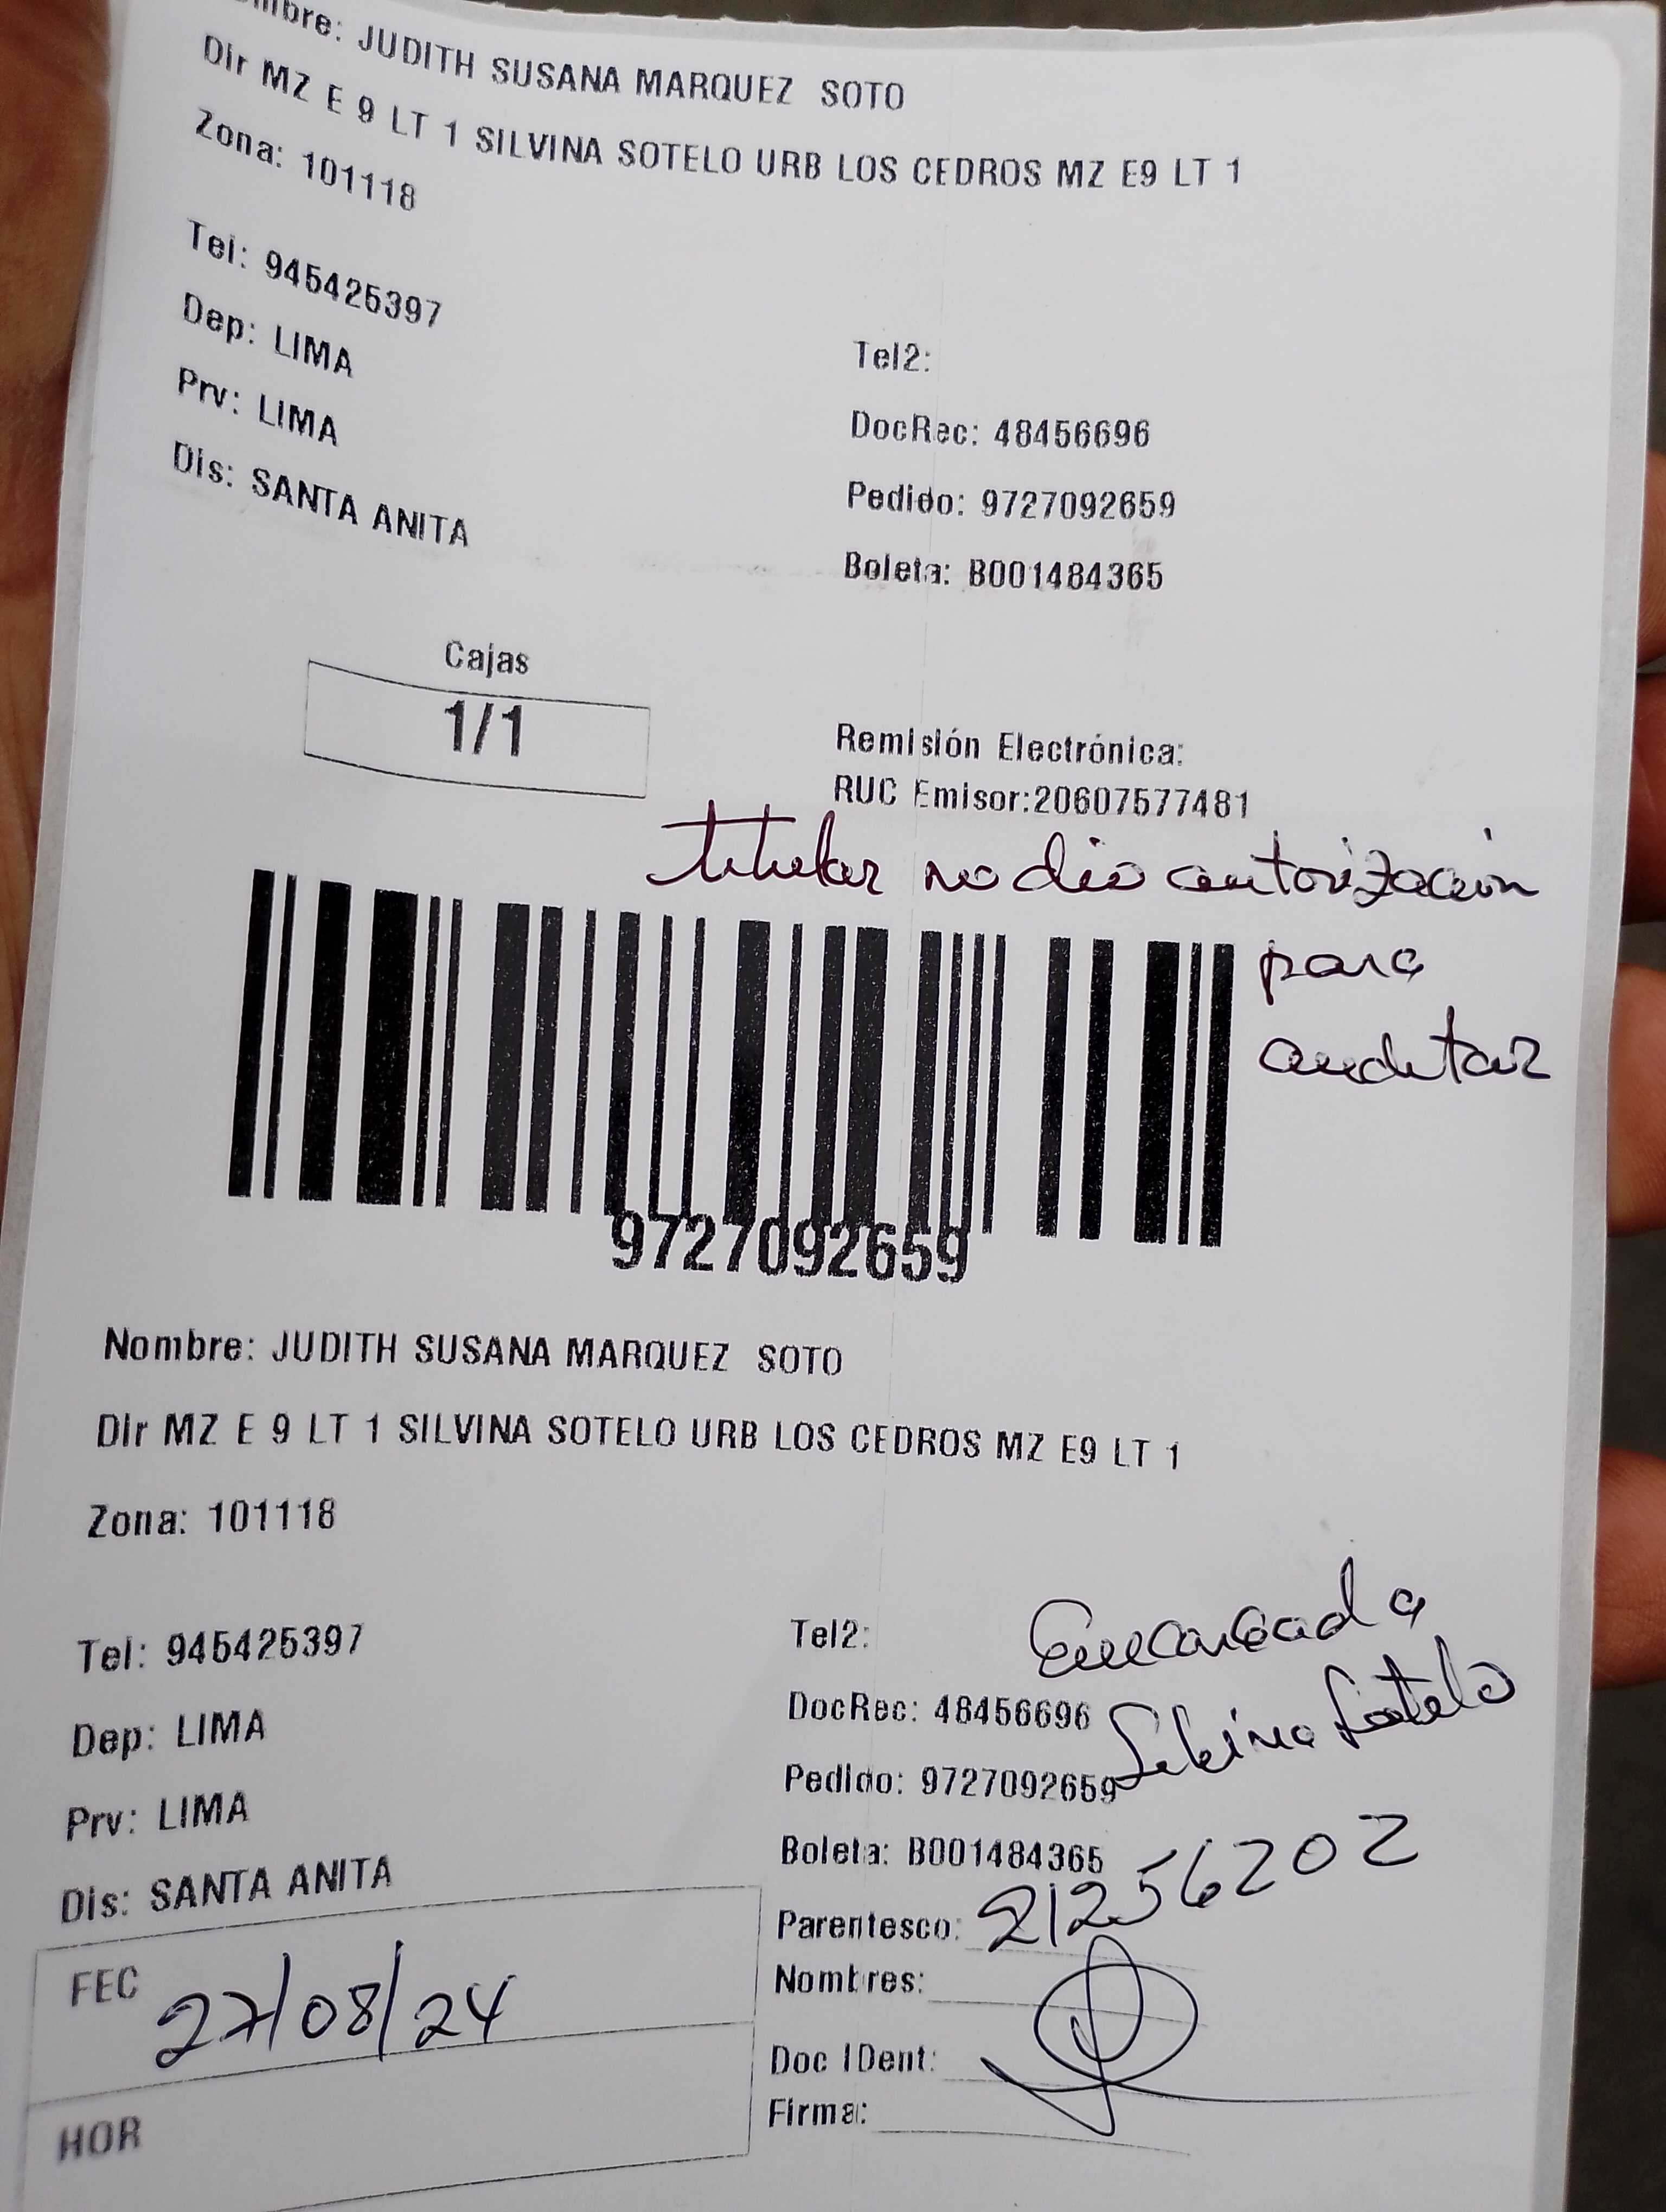 mbre: JUDITH SUSANA MARQUEZ SOTO
Dir MZ E 9 LT 1 SILVINA SOTELO URB LOS CEDROS MZ E9 LT 1
Zona: 101118
Tel: 945425397
Tel2:
Dep: LIMA
DocRec: 48456696
Prv: LIMA
Pedido: 9727092659
Dis: SANTA ANITA
Boleta: B001484365
Cajas
1/1
Remisión Electrónica:
RUC Emisor:20607577481
titular no dio autorización
para
auditar
9727092659
Nombre: JUDITH SUSANA MARQUEZ SOTO
Dir MZ E 9 LT 1 SILVINA SOTELO URB LOS CEDROS MZ E9 LT 1
Zona: 101118
Tel: 945425397
Tel2:
Encargada
Dep: LIMA
DocRec: 48456696
Silvina Sotelo
Prv: LIMA
Pedido: 9727092659
Dis: SANTA ANITA
Boleta: B001484365
Parentesco: 21256202
FEC 27/08/24
Nombres:
Doc IDent:
HOR
Firma: